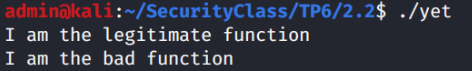 admin@kali:~/SecurityClass/TP6/2.2$ ./yet
I am the legitimate function
I am the bad function